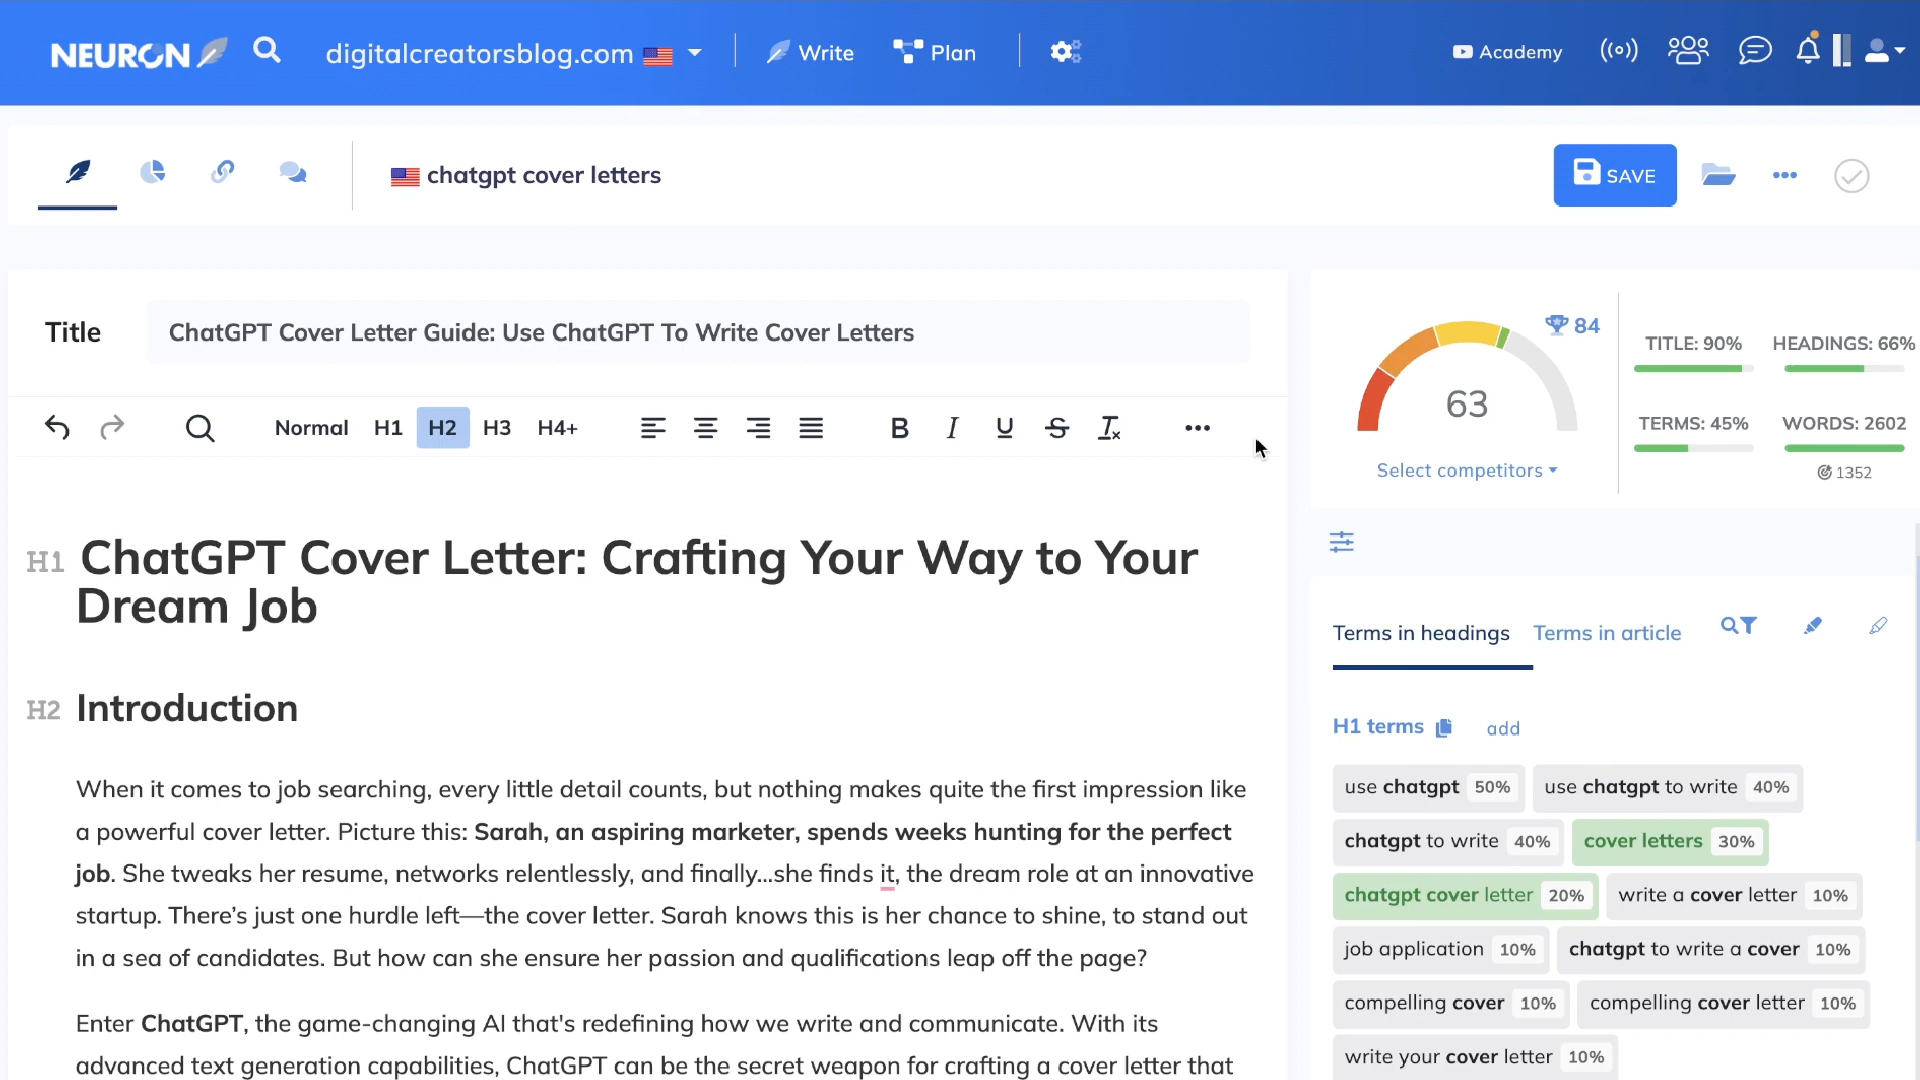 NEURON
digitalcreatorsblog.com
Write
Plan
Academy
chatgpt cover letters
SAVE
Title
ChatGPT Cover Letter Guide: Use ChatGPT To Write Cover Letters
Normal H1 H2 H3 H4+
B I U S Tx
H1 ChatGPT Cover Letter: Crafting Your Way to Your
Dream Job
H2 Introduction
When it comes to job searching, every little detail counts, but nothing makes quite the first impression like
a powerful cover letter. Picture this: Sarah, an aspiring marketer, spends weeks hunting for the perfect
job. She tweaks her resume, networks relentlessly, and finally...she finds it, the dream role at an innovative
startup. There’s just one hurdle left—the cover letter. Sarah knows this is her chance to shine, to stand out
in a sea of candidates. But how can she ensure her passion and qualifications leap off the page?
Enter ChatGPT, the game-changing AI that's redefining how we write and communicate. With its
advanced text generation capabilities, ChatGPT can be the secret weapon for crafting a cover letter that
84
63
Select competitors
TITLE: 90%
HEADINGS: 66%
TERMS: 45%
WORDS: 2602
1352
Terms in headings
Terms in article
H1 terms
add
use chatgpt 50%
use chatgpt to write 40%
chatgpt to write 40%
cover letters 30%
chatgpt cover letter 20%
write a cover letter 10%
job application 10%
chatgpt to write a cover 10%
compelling cover 10%
compelling cover letter 10%
write your cover letter 10%